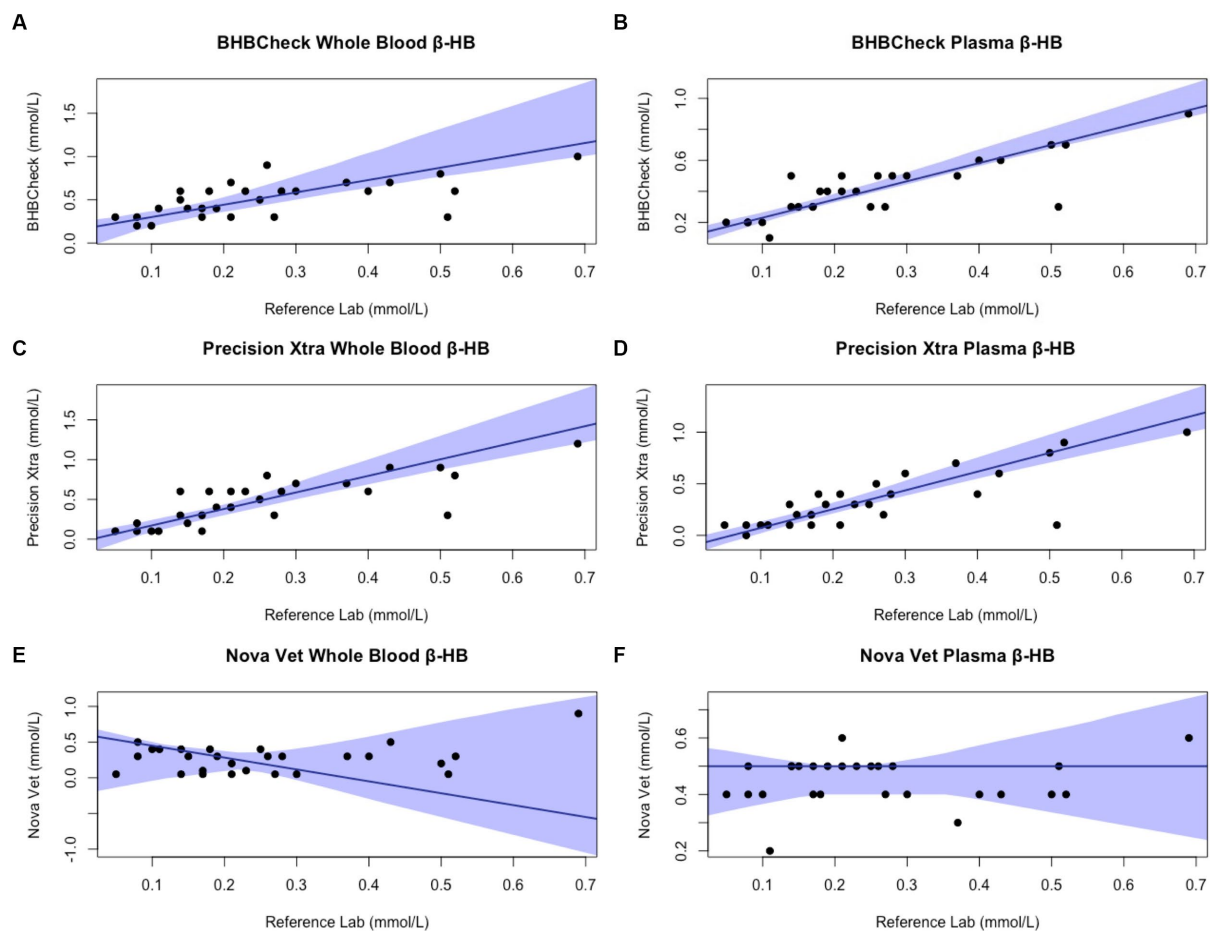 A
BHBCheck Whole Blood β-HB
BHBCheck (mmol/L)
0.0
0.5
1.0
1.5
0.1 0.2 0.3 0.4 0.5 0.6 0.7
Reference Lab (mmol/L)
B
BHBCheck Plasma β-HB
BHBCheck (mmol/L)
0.2
0.6
1.0
0.1 0.2 0.3 0.4 0.5 0.6 0.7
Reference Lab (mmol/L)
C
Precision Xtra Whole Blood β-HB
Precision Xtra (mmol/L)
0.0
0.5
1.0
1.5
0.1 0.2 0.3 0.4 0.5 0.6 0.7
Reference Lab (mmol/L)
D
Precision Xtra Plasma β-HB
Precision Xtra (mmol/L)
0.0
0.5
1.0
0.1 0.2 0.3 0.4 0.5 0.6 0.7
Reference Lab (mmol/L)
E
Nova Vet Whole Blood β-HB
Nova Vet (mmol/L)
-1.0
0.0
0.5
1.0
0.1 0.2 0.3 0.4 0.5 0.6 0.7
Reference Lab (mmol/L)
F
Nova Vet Plasma β-HB
Nova Vet (mmol/L)
0.2
0.4
0.6
0.1 0.2 0.3 0.4 0.5 0.6 0.7
Reference Lab (mmol/L)